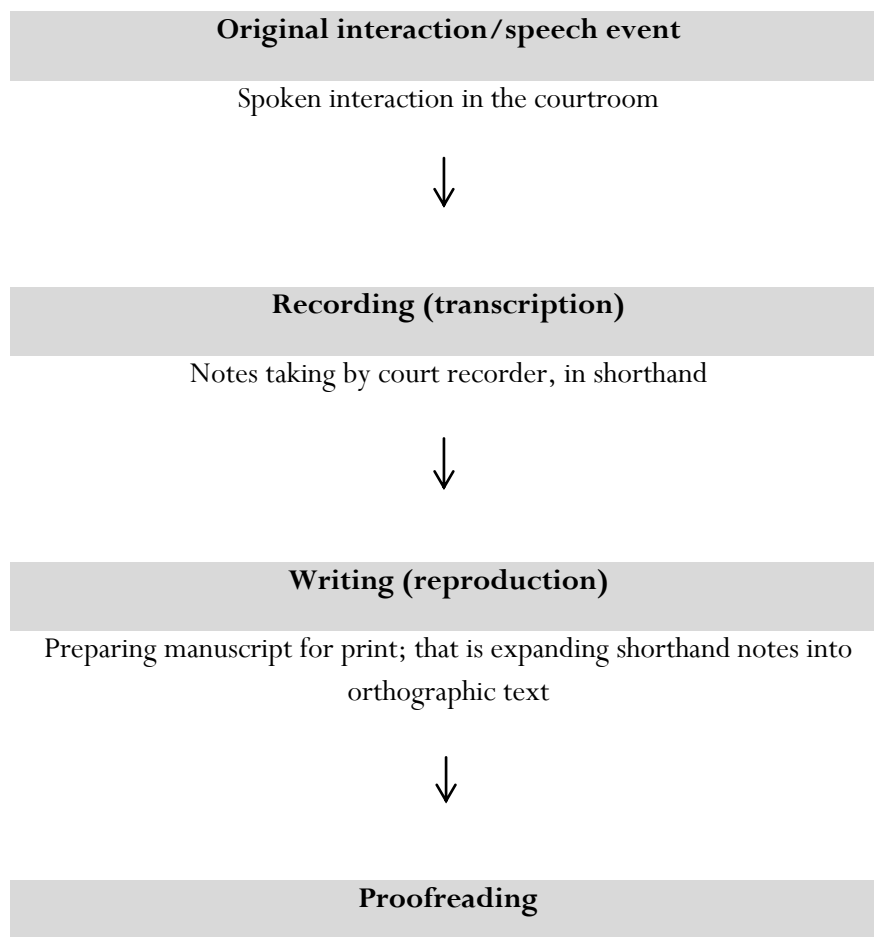 Original interaction/speech event
Spoken interaction in the courtroom
Recording (transcription)
Notes taking by court recorder, in shorthand
Writing (reproduction)
Preparing manuscript for print; that is expanding shorthand notes into
orthographic text
Proofreading